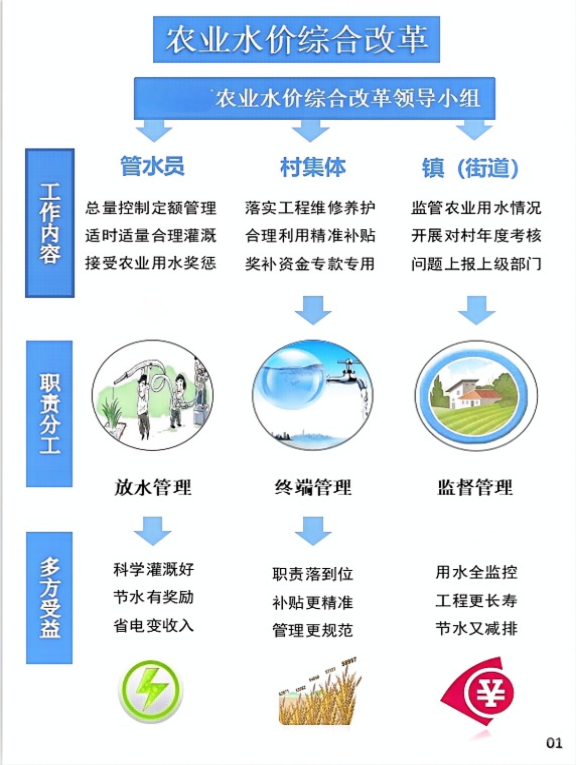 农业水价综合改革
农业水价综合改革领导小组
管水员
村集体
镇（街道）
工作内容
总量控制定额管理
适时适量合理灌溉
接受农业用水奖惩
落实工程维修养护
合理利用精准补贴
奖补资金专款专用
监管农业用水情况
开展对村年度考核
问题上报上级部门
职责分工
放水管理
终端管理
监督管理
多方受益
科学灌溉好
节水有奖励
省电变收入
职责落到位
补贴更精准
管理更规范
用水全监控
工程更长寿
节水又减排
¥
01